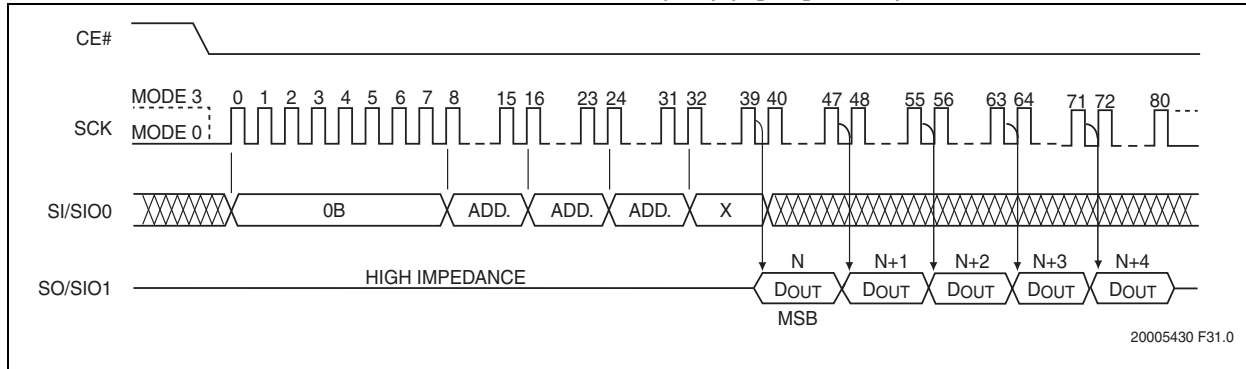 CE#
MODE 3 0 1 2 3 4 5 6 7 8 15 16 23 24 31 32 39 40 47 48 55 56 63 64 71 72 80
SCK
MODE 0
SI/SIO0 0B ADD. ADD. ADD. X
N N+1 N+2 N+3 N+4
SO/SIO1 HIGH IMPEDANCE DOUT DOUT DOUT DOUT DOUT
MSB
20005430 F31.0